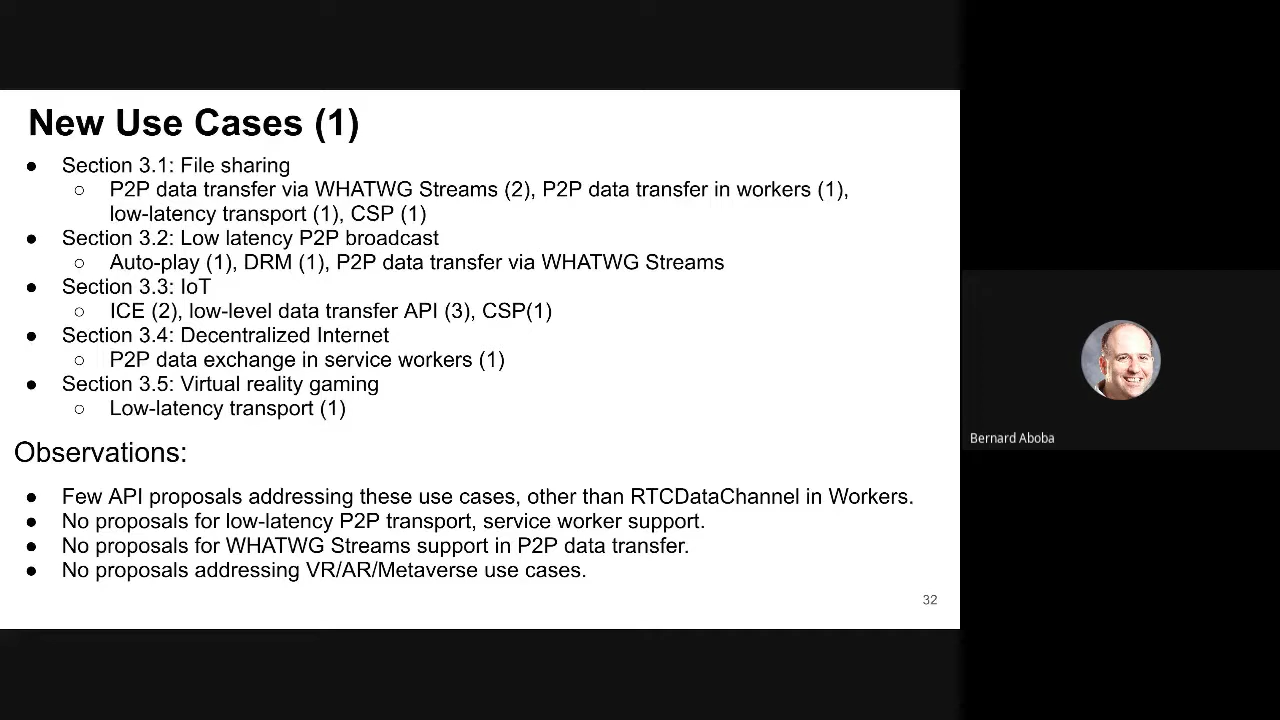 New Use Cases (1)
● Section 3.1: File sharing
○ P2P data transfer via WHATWG Streams (2), P2P data transfer in workers (1),
low-latency transport (1), CSP (1)
● Section 3.2: Low latency P2P broadcast
○ Auto-play (1), DRM (1), P2P data transfer via WHATWG Streams
● Section 3.3: IoT
○ ICE (2), low-level data transfer API (3), CSP(1)
● Section 3.4: Decentralized Internet
○ P2P data exchange in service workers (1)
● Section 3.5: Virtual reality gaming
○ Low-latency transport (1)
Observations:
● Few API proposals addressing these use cases, other than RTCDataChannel in Workers.
● No proposals for low-latency P2P transport, service worker support.
● No proposals for WHATWG Streams support in P2P data transfer.
● No proposals addressing VR/AR/Metaverse use cases.
32
Bernard Aboba